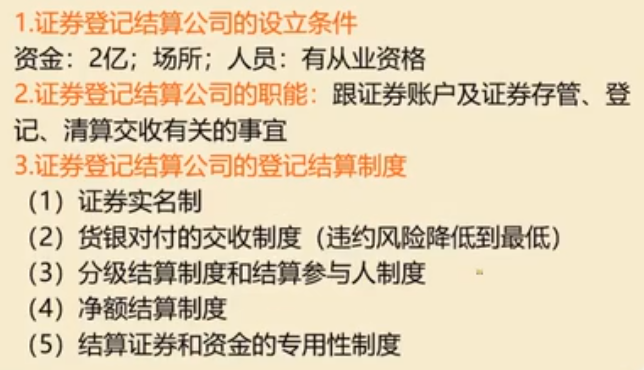 1.证券登记结算公司的设立条件
资金：2亿；场所；人员：有从业资格
2.证券登记结算公司的职能：跟证券账户及证券存管、登
记、清算交收有关的事宜
3.证券登记结算公司的登记结算制度
（1）证券实名制
（2）货银对付的交收制度（违约风险降低到最低）
（3）分级结算制度和结算参与人制度
（4）净额结算制度
（5）结算证券和资金的专用性制度